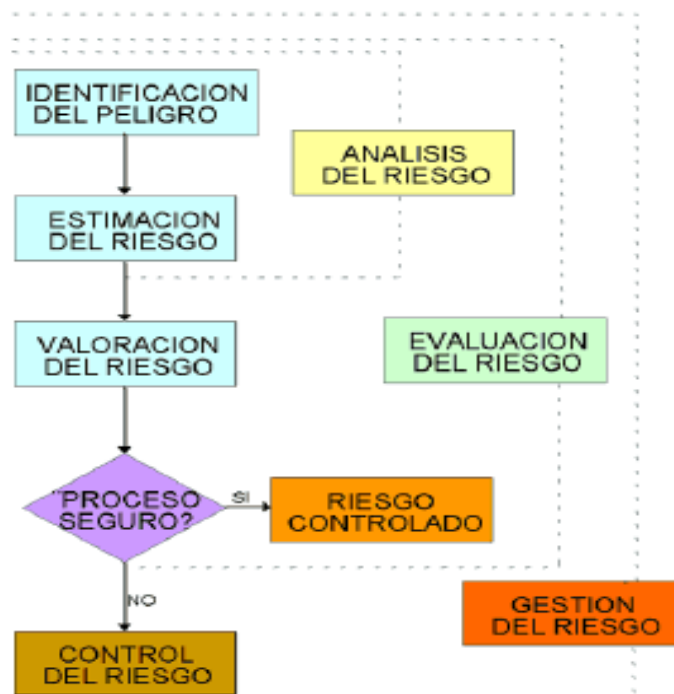 IDENTIFICACION
DEL PELIGRO
ANALISIS
DEL RIESGO
ESTIMACION
DEL RIESGO
VALORACION
DEL RIESGO
EVALUACION
DEL RIESGO
"PROCESO
SEGURO?
SI
RIESGO
CONTROLADO
NO
GESTION
DEL RIESGO
CONTROL
DEL RIESGO